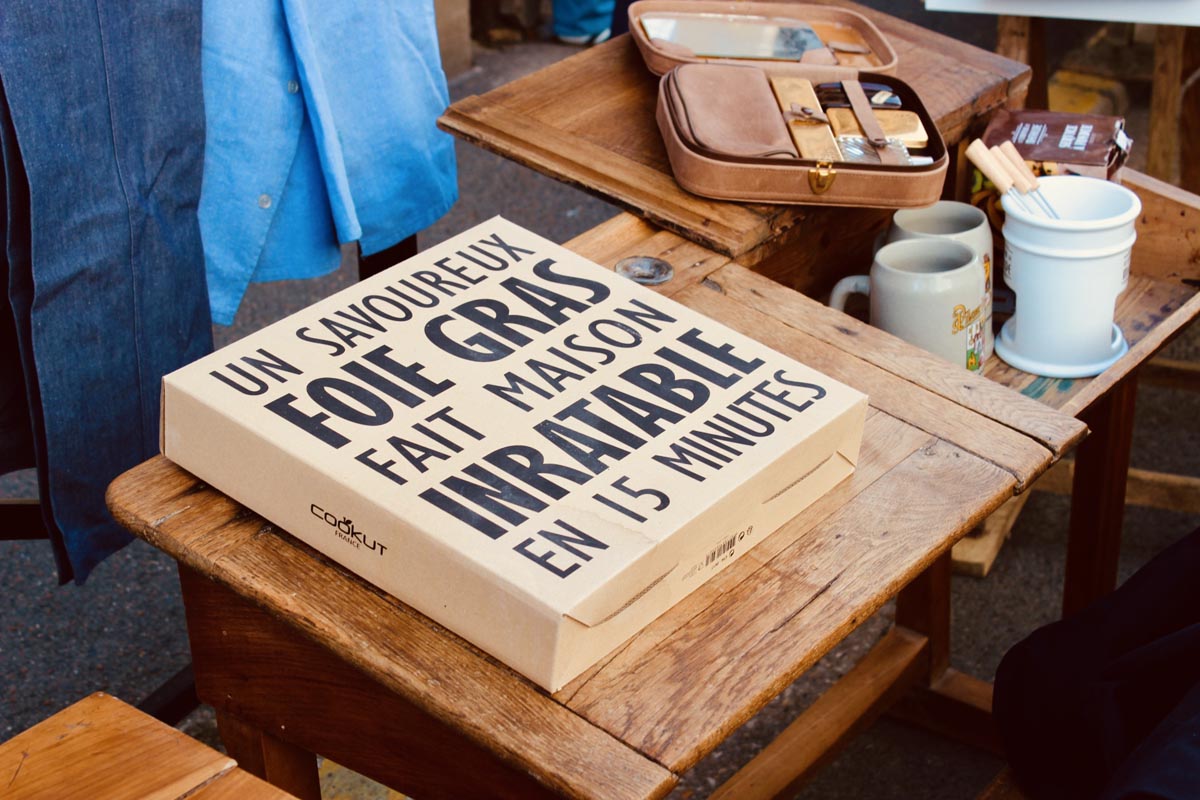 UN SAVOUREUX
FOIE GRAS
FAIT MAISON
INRATABLE
EN 15 MINUTES
COOKUT
FRANCE